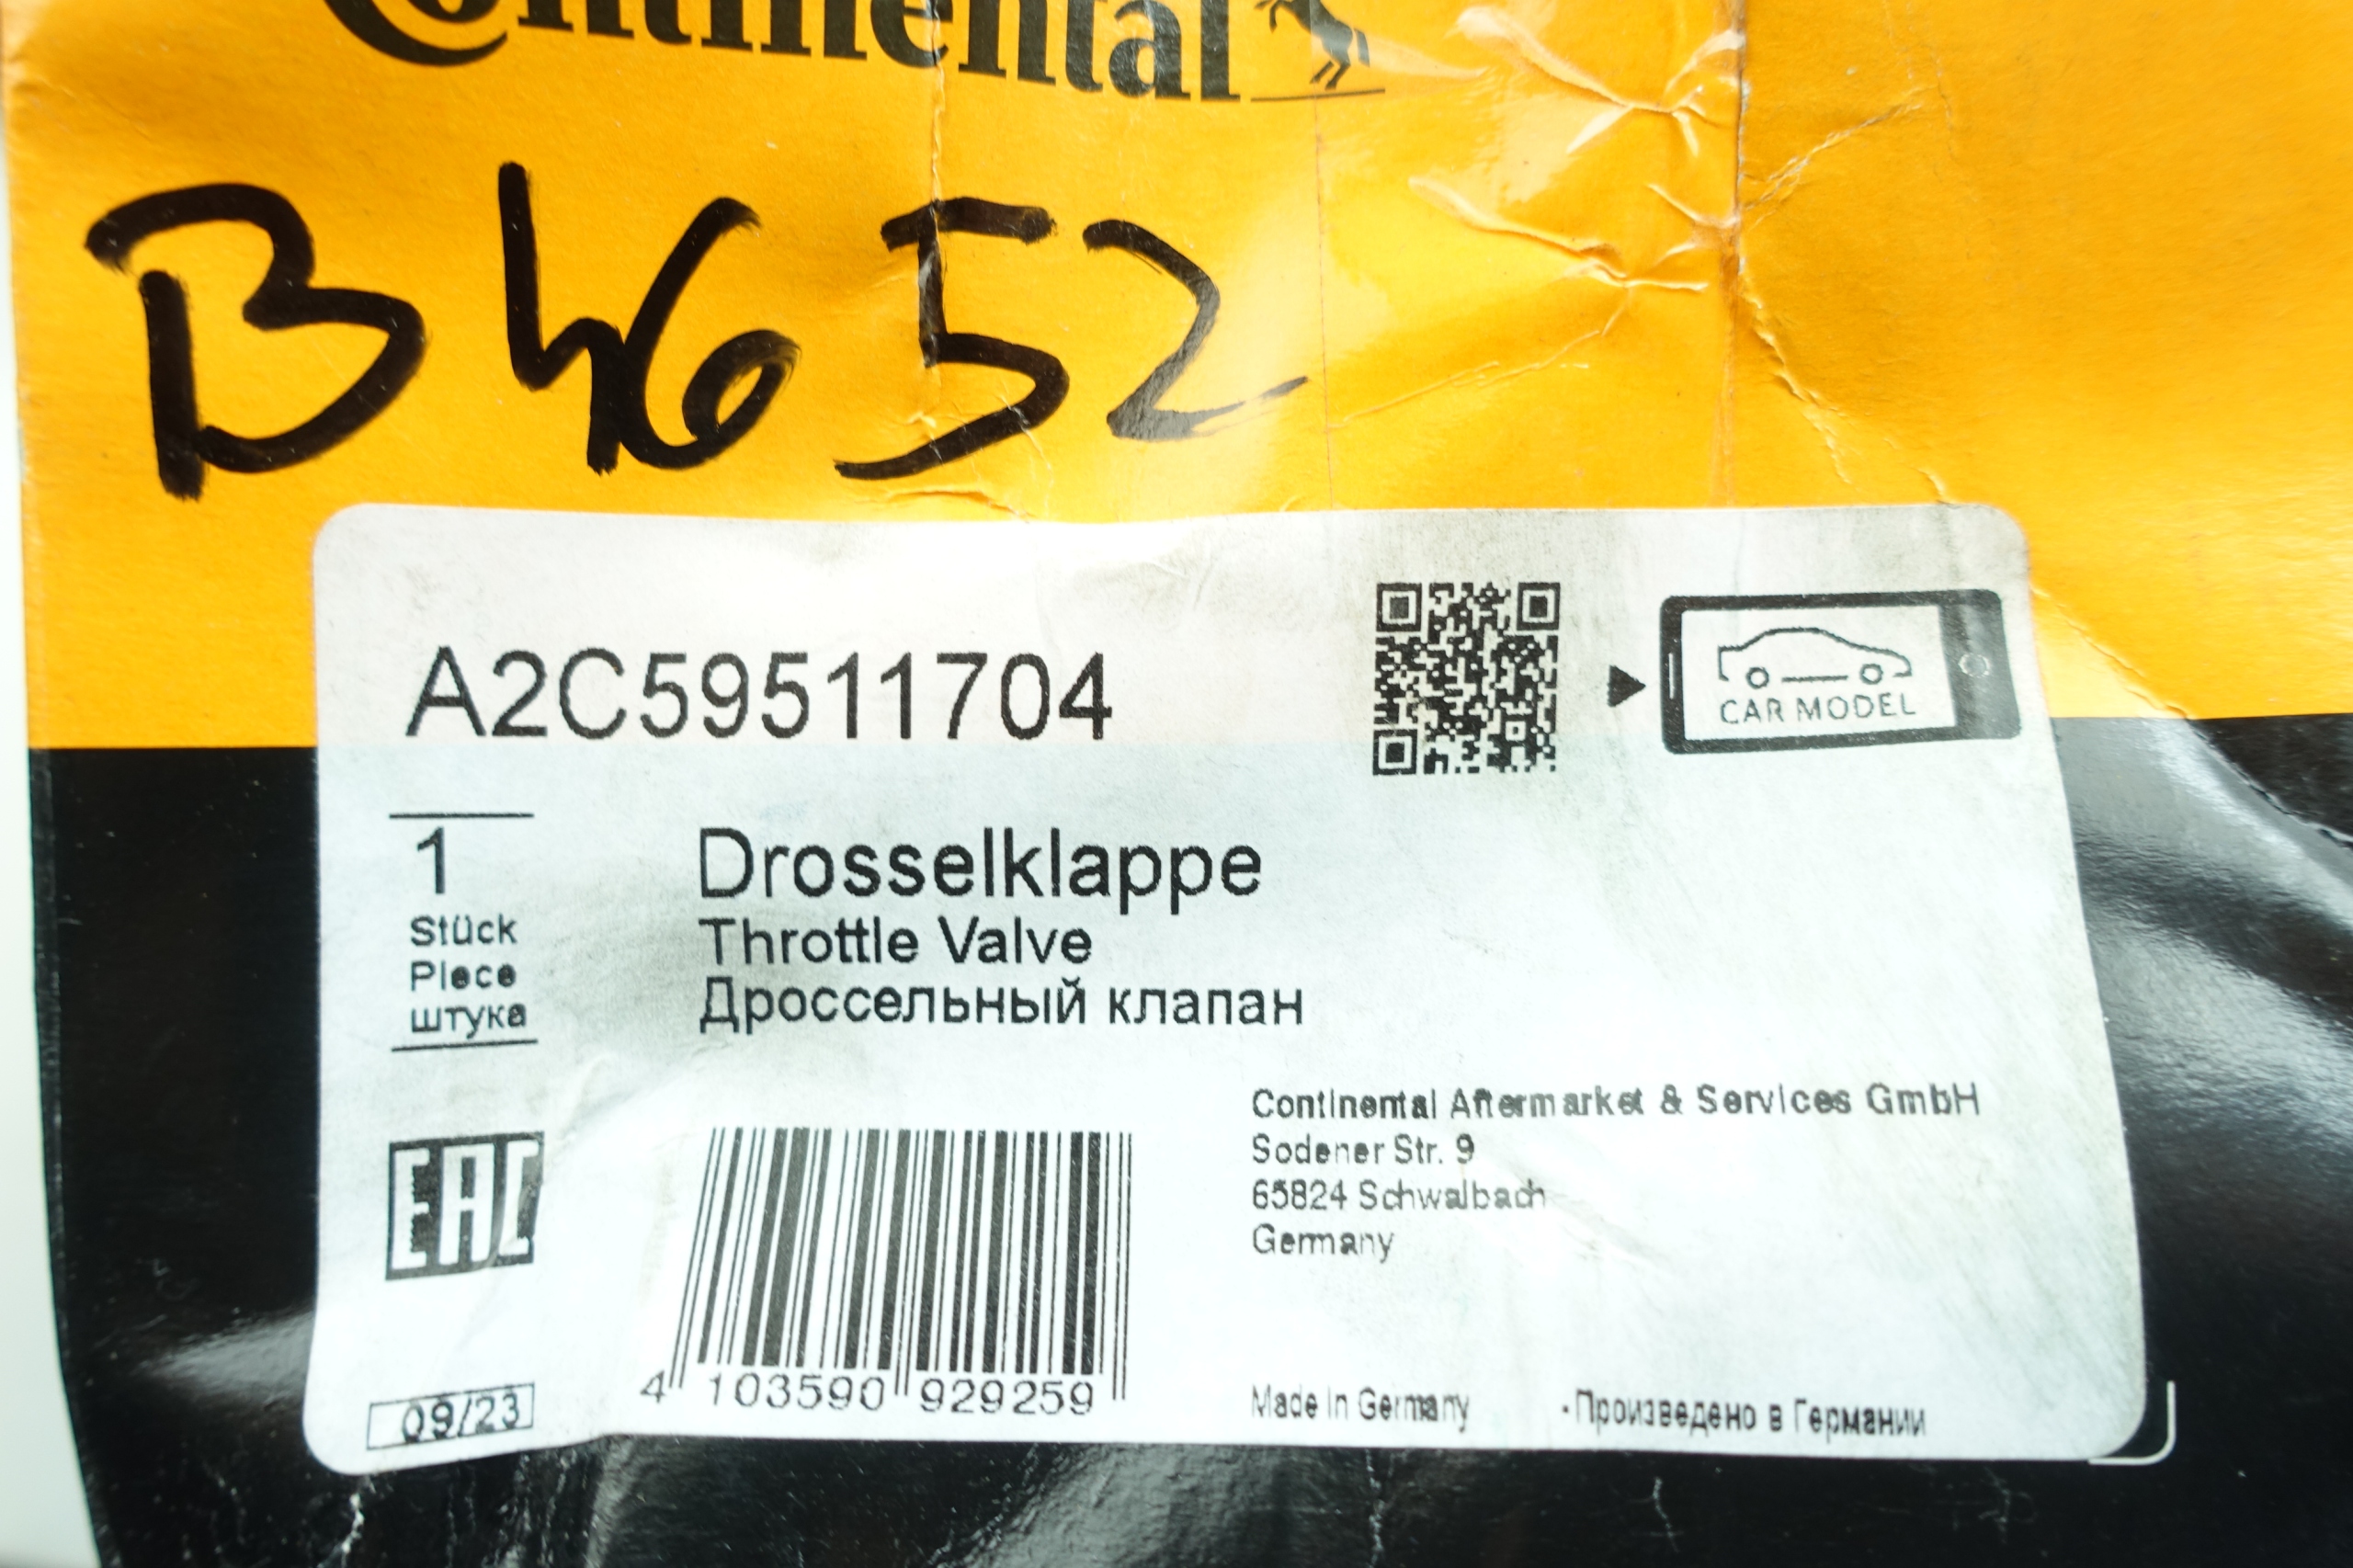 Continental
B4652
A2C59511704
CAR MODEL
1
Stück
Piece
штука
Drosselklappe
Throttle Valve
Дроссельный клапан
EAC
Continental Aftermarket & Services GmbH
Sodener Str. 9
65824 Schwalbach
Germany
09/23
4 103590 929259
Made in Germany
·Произведено в Германии